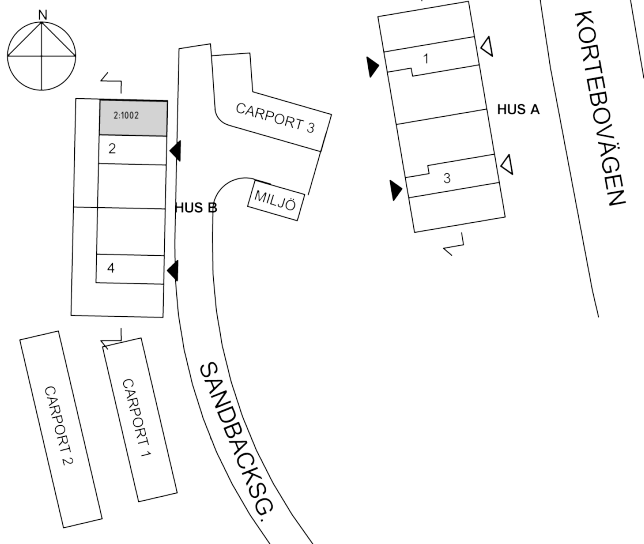 N
KORTEBOVÄGEN
1
HUS A
2:1002
CARPORT 3
2
3
MILJÖ
HUS B
4
SANDBACKSG.
CARPORT 1
CARPORT 2